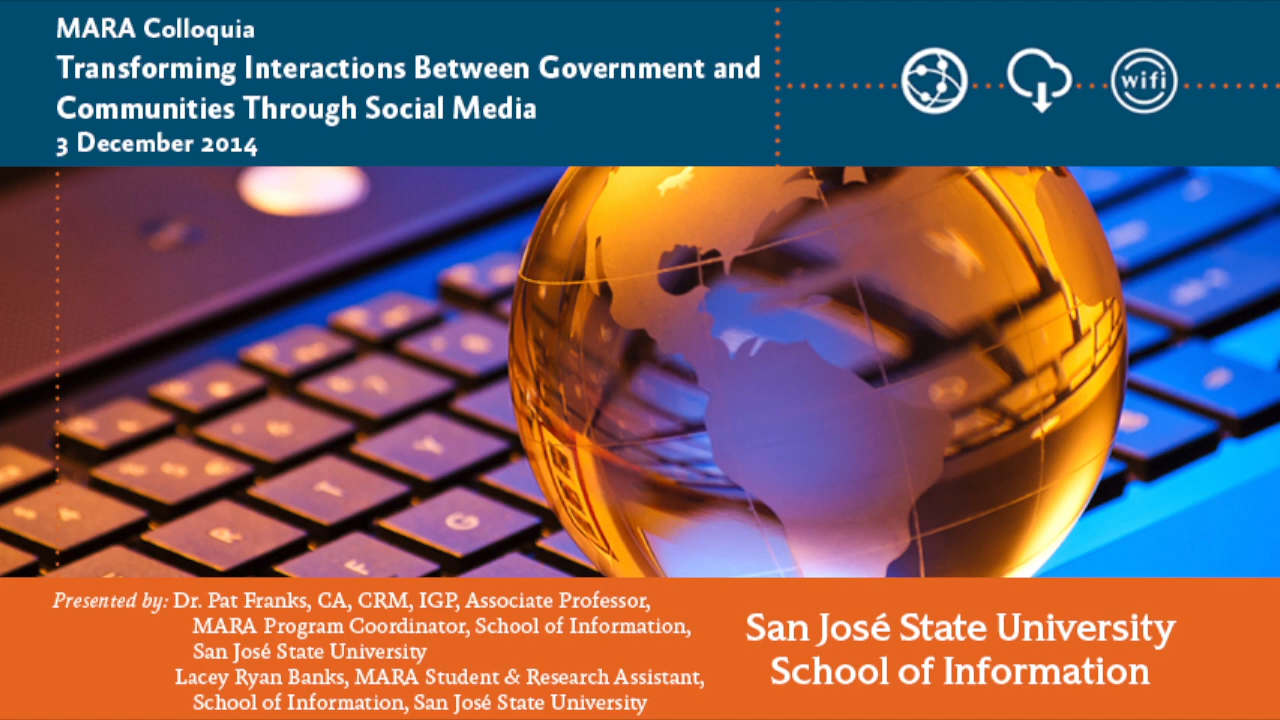 MARA Colloquia
Transforming Interactions Between Government and
Communities Through Social Media
3 December 2014
wifi
Presented by: Dr. Pat Franks, CA, CRM, IGP, Associate Professor,
MARA Program Coordinator, School of Information,
San José State University
Lacey Ryan Banks, MARA Student & Research Assistant,
School of Information, San José State University
San José State University
School of Information